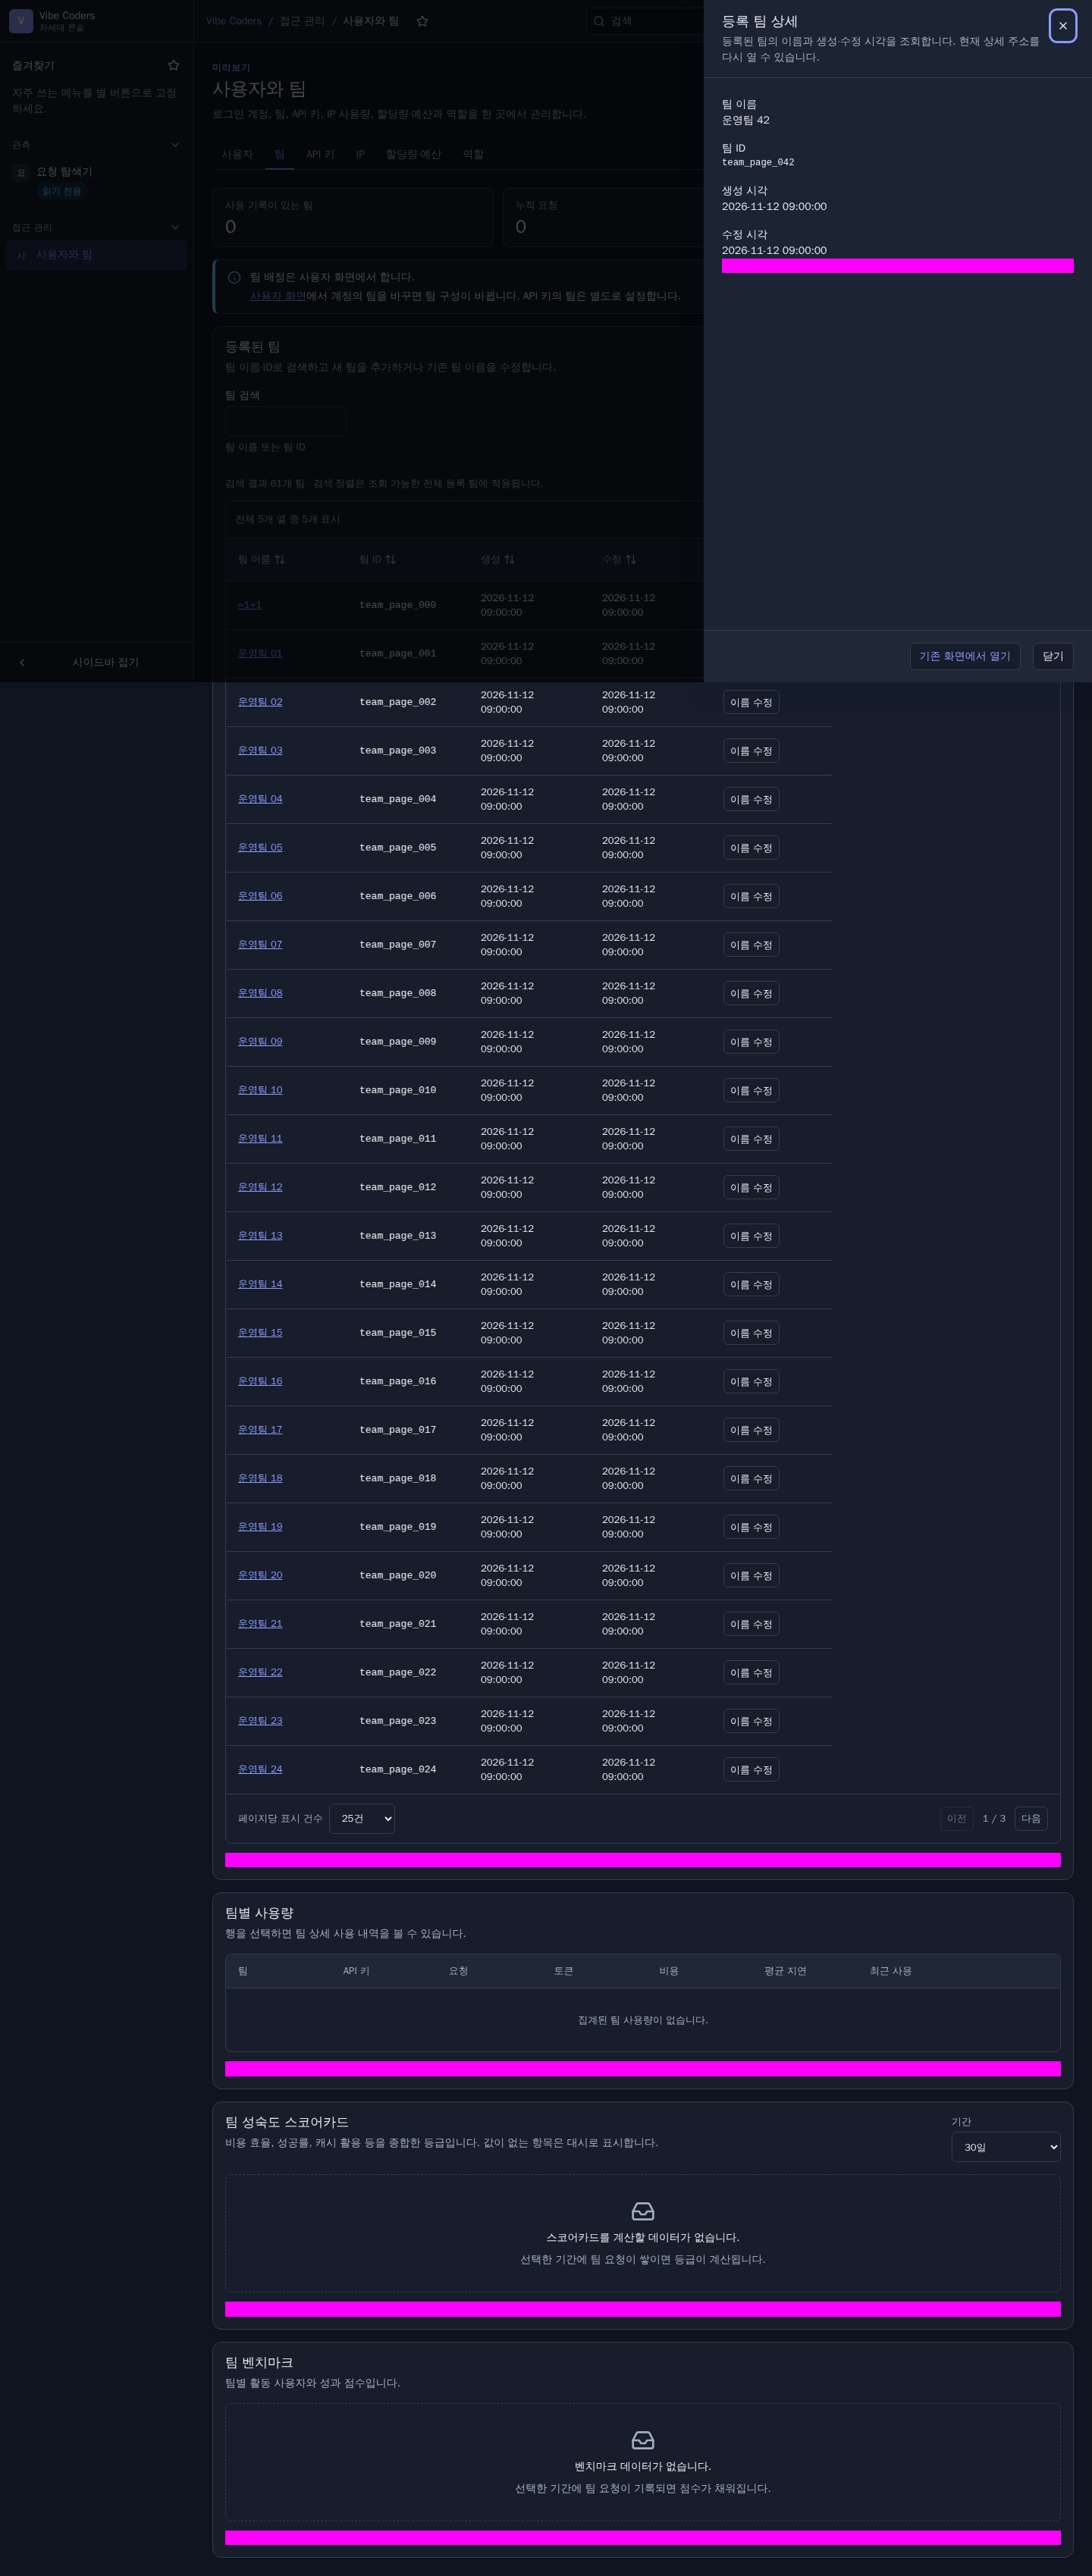 V
Vibe Coders
차세대 콘솔
Vibe Coders / 접근 관리 / 사용자와 팀
검색
즐겨찾기
자주 쓰는 메뉴를 별 버튼으로 고정하세요.
관측
요
요청 탐색기
읽기 전용
접근 관리
사
사용자와 팀
사이드바 접기
미리보기
사용자와 팀
로그인 계정, 팀, API 키, IP 사용량, 할당량·예산과 역할을 한 곳에서 관리합니다.
사용자 팀 API 키 IP 할당량·예산 역할
사용 기록이 있는 팀
0
누적 요청
0
팀 배정은 사용자 화면에서 합니다.
사용자 화면에서 계정의 팀을 바꾸면 팀 구성이 바뀝니다. API 키의 팀은 별도로 설정합니다.
등록된 팀
팀 이름·ID로 검색하고 새 팀을 추가하거나 기존 팀 이름을 수정합니다.
팀 검색
팀 이름 또는 팀 ID
검색 결과 61개 팀 · 검색·정렬은 조회 가능한 전체 등록 팀에 적용됩니다.
전체 5개 열 중 5개 표시
팀 이름 팀 ID 생성 수정
=1+1 team_page_000 2026-11-12 09:00:00 2026-11-12 09:00:00
운영팀 01 team_page_001 2026-11-12 09:00:00 2026-11-12 09:00:00
운영팀 02 team_page_002 2026-11-12 09:00:00 2026-11-12 09:00:00 이름 수정
운영팀 03 team_page_003 2026-11-12 09:00:00 2026-11-12 09:00:00 이름 수정
운영팀 04 team_page_004 2026-11-12 09:00:00 2026-11-12 09:00:00 이름 수정
운영팀 05 team_page_005 2026-11-12 09:00:00 2026-11-12 09:00:00 이름 수정
운영팀 06 team_page_006 2026-11-12 09:00:00 2026-11-12 09:00:00 이름 수정
운영팀 07 team_page_007 2026-11-12 09:00:00 2026-11-12 09:00:00 이름 수정
운영팀 08 team_page_008 2026-11-12 09:00:00 2026-11-12 09:00:00 이름 수정
운영팀 09 team_page_009 2026-11-12 09:00:00 2026-11-12 09:00:00 이름 수정
운영팀 10 team_page_010 2026-11-12 09:00:00 2026-11-12 09:00:00 이름 수정
운영팀 11 team_page_011 2026-11-12 09:00:00 2026-11-12 09:00:00 이름 수정
운영팀 12 team_page_012 2026-11-12 09:00:00 2026-11-12 09:00:00 이름 수정
운영팀 13 team_page_013 2026-11-12 09:00:00 2026-11-12 09:00:00 이름 수정
운영팀 14 team_page_014 2026-11-12 09:00:00 2026-11-12 09:00:00 이름 수정
운영팀 15 team_page_015 2026-11-12 09:00:00 2026-11-12 09:00:00 이름 수정
운영팀 16 team_page_016 2026-11-12 09:00:00 2026-11-12 09:00:00 이름 수정
운영팀 17 team_page_017 2026-11-12 09:00:00 2026-11-12 09:00:00 이름 수정
운영팀 18 team_page_018 2026-11-12 09:00:00 2026-11-12 09:00:00 이름 수정
운영팀 19 team_page_019 2026-11-12 09:00:00 2026-11-12 09:00:00 이름 수정
운영팀 20 team_page_020 2026-11-12 09:00:00 2026-11-12 09:00:00 이름 수정
운영팀 21 team_page_021 2026-11-12 09:00:00 2026-11-12 09:00:00 이름 수정
운영팀 22 team_page_022 2026-11-12 09:00:00 2026-11-12 09:00:00 이름 수정
운영팀 23 team_page_023 2026-11-12 09:00:00 2026-11-12 09:00:00 이름 수정
운영팀 24 team_page_024 2026-11-12 09:00:00 2026-11-12 09:00:00 이름 수정
페이지당 표시 건수 25건 이전 1 / 3 다음
팀별 사용량
행을 선택하면 팀 상세 사용 내역을 볼 수 있습니다.
팀 API 키 요청 토큰 비용 평균 지연 최근 사용
집계된 팀 사용량이 없습니다.
팀 성숙도 스코어카드
비용 효율, 성공률, 캐시 활용 등을 종합한 등급입니다. 값이 없는 항목은 대시로 표시합니다.
기간
30일
스코어카드를 계산할 데이터가 없습니다.
선택한 기간에 팀 요청이 쌓이면 등급이 계산됩니다.
팀 벤치마크
팀별 활동 사용자와 성과 점수입니다.
벤치마크 데이터가 없습니다.
선택한 기간에 팀 요청이 기록되면 점수가 채워집니다.
등록 팀 상세
등록된 팀의 이름과 생성·수정 시각을 조회합니다. 현재 상세 주소를
다시 열 수 있습니다.
팀 이름
운영팀 42
팀 ID
team_page_042
생성 시각
2026-11-12 09:00:00
수정 시각
2026-11-12 09:00:00
기존 화면에서 열기
닫기